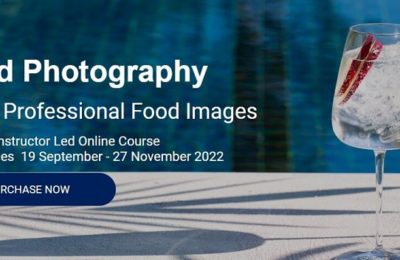 d Photography
Professional Food Images
nstructor Led Online Course
es 19 September - 27 November 2022
RCHASE NOW